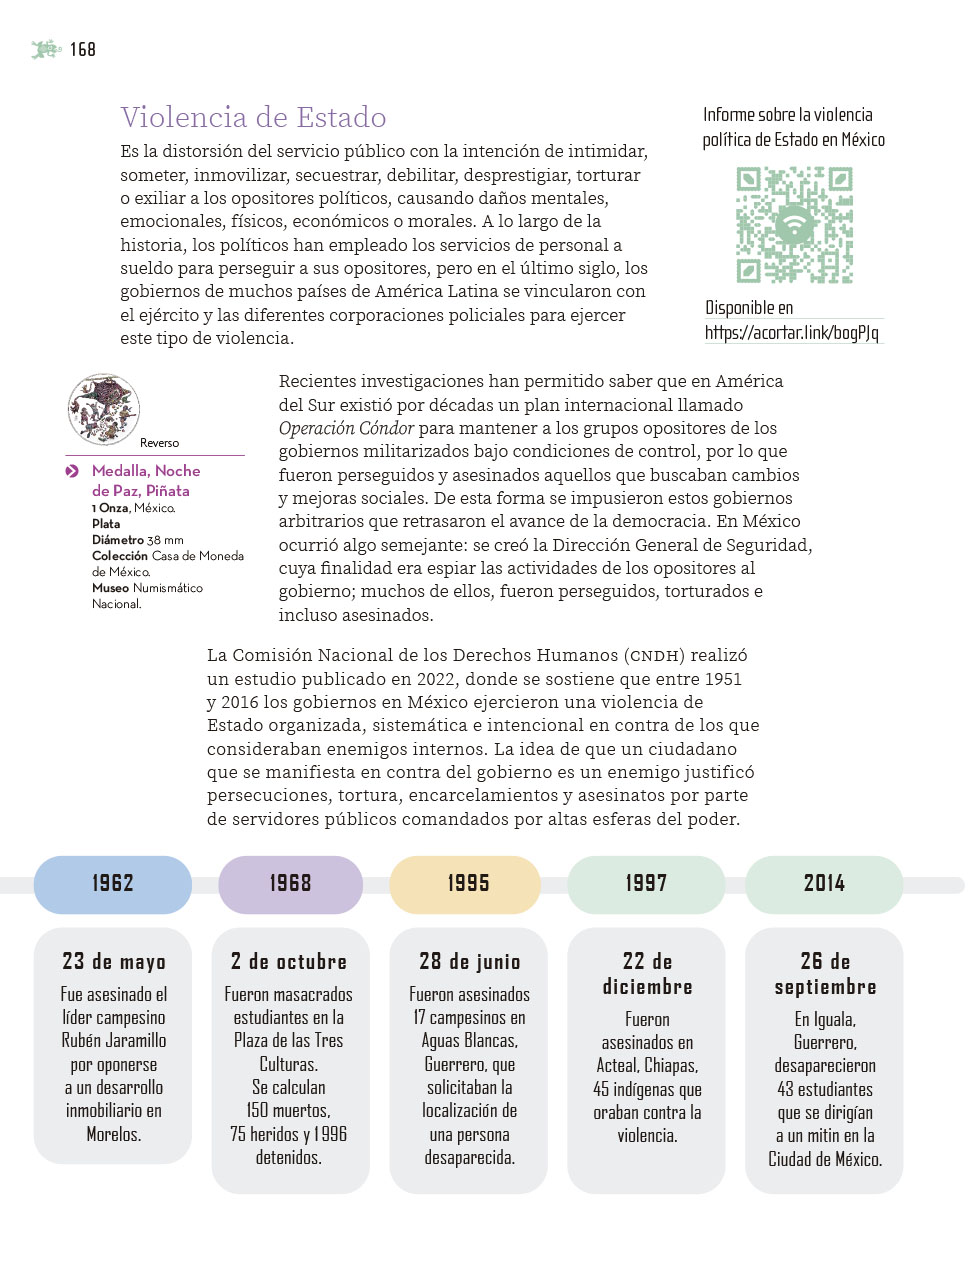 168
Violencia de Estado
Es la distorsión del servicio público con la intención de intimidar,
someter, inmovilizar, secuestrar, debilitar, desprestigiar, torturar
o exiliar a los opositores políticos, causando daños mentales,
emocionales, físicos, económicos o morales. A lo largo de la
historia, los políticos han empleado los servicios de personal a
sueldo para perseguir a sus opositores, pero en el último siglo, los
gobiernos de muchos países de América Latina se vincularon con
el ejército y las diferentes corporaciones policiales para ejercer
este tipo de violencia.
Informe sobre la violencia
política de Estado en México
Disponible en
https://acortar.link/bogPJq
Reverso
Medalla, Noche
de Paz, Piñata
1 Onza, México.
Plata
Diámetro 38 mm
Colección Casa de Moneda
de México.
Museo Numismático
Nacional.
Recientes investigaciones han permitido saber que en América
del Sur existió por décadas un plan internacional llamado
Operación Cóndor para mantener a los grupos opositores de los
gobiernos militarizados bajo condiciones de control, por lo que
fueron perseguidos y asesinados aquellos que buscaban cambios
y mejoras sociales. De esta forma se impusieron estos gobiernos
arbitrarios que retrasaron el avance de la democracia. En México
ocurrió algo semejante: se creó la Dirección General de Seguridad,
cuya finalidad era espiar las actividades de los opositores al
gobierno; muchos de ellos, fueron perseguidos, torturados e
incluso asesinados.
La Comisión Nacional de los Derechos Humanos (CNDH) realizó
un estudio publicado en 2022, donde se sostiene que entre 1951
y 2016 los gobiernos en México ejercieron una violencia de
Estado organizada, sistemática e intencional en contra de los que
consideraban enemigos internos. La idea de que un ciudadano
que se manifiesta en contra del gobierno es un enemigo justificó
persecuciones, tortura, encarcelamientos y asesinatos por parte
de servidores públicos comandados por altas esferas del poder.
1962
23 de mayo
Fue asesinado el
líder campesino
Rubén Jaramillo
por oponerse
a un desarrollo
inmobiliario en
Morelos.
1968
2 de octubre
Fueron masacrados
estudiantes en la
Plaza de las Tres
Culturas.
Se calculan
150 muertos,
75 heridos y 1 996
detenidos.
1995
28 de junio
Fueron asesinados
17 campesinos en
Aguas Blancas,
Guerrero, que
solicitaban la
localización de
una persona
desaparecida.
1997
22 de
diciembre
Fueron
asesinados en
Acteal, Chiapas,
45 indígenas que
oraban contra la
violencia.
2014
26 de
septiembre
En Iguala,
Guerrero,
desaparecieron
43 estudiantes
que se dirigían
a un mitin en la
Ciudad de México.